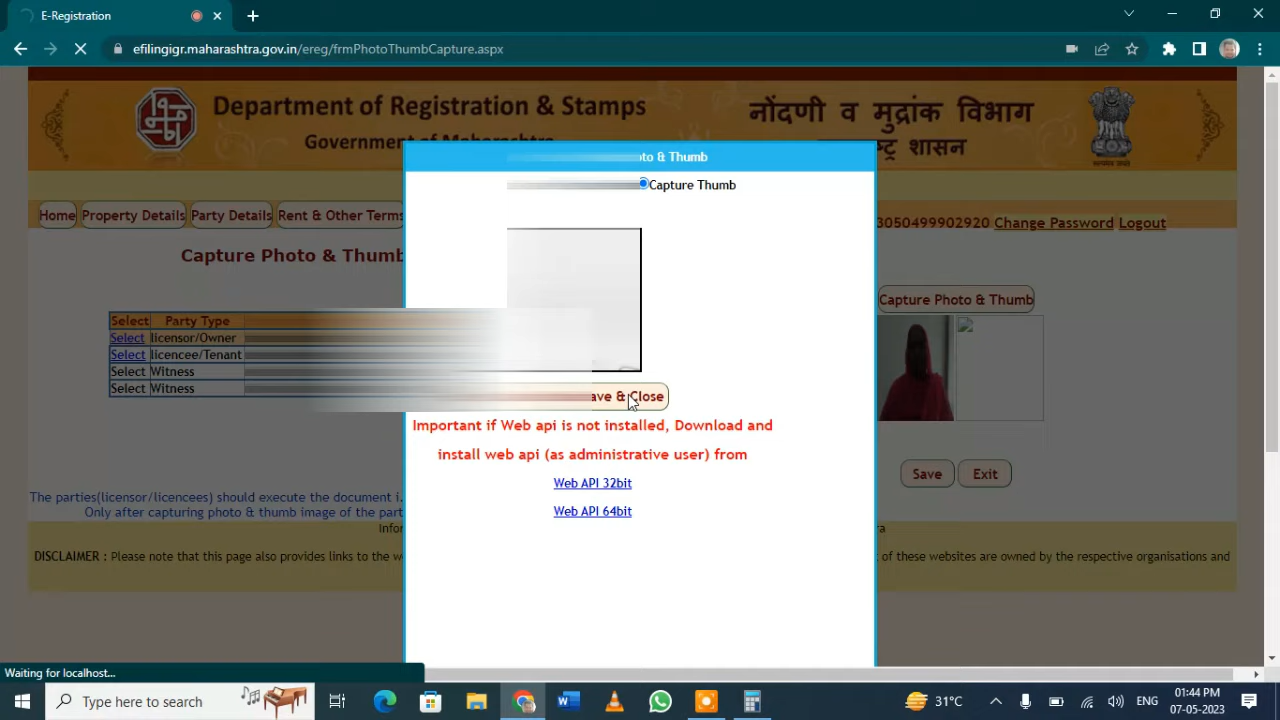 E-Registration
efilingigr.maharashtra.gov.in/ereg/frmPhotoThumbCapture.aspx
Department of Registration & Stamps
नोंदणी व मुद्रांक विभाग
शासन
Photo & Thumb
Capture Thumb
Home Property Details Party Details Rent & Other Terms
3050499902920 Change Password Logout
Capture Photo & Thumb
Capture Photo & Thumb
Select Party Type
Select licensor/Owner
Select licencee/Tenant
Select Witness
Select Witness
Save & Close
Important if Web api is not installed, Download and
install web api (as administrative user) from
Web API 32bit
Web API 64bit
Save Exit
The parties(licensor/licencees) should execute the document i.
Only after capturing photo & thumb image of the part
DISCLAIMER : Please note that this page also provides links to the w
k of these websites are owned by the respective organisations and
Waiting for localhost...
Type here to search
31°C
ENG
01:44 PM
07-05-2023